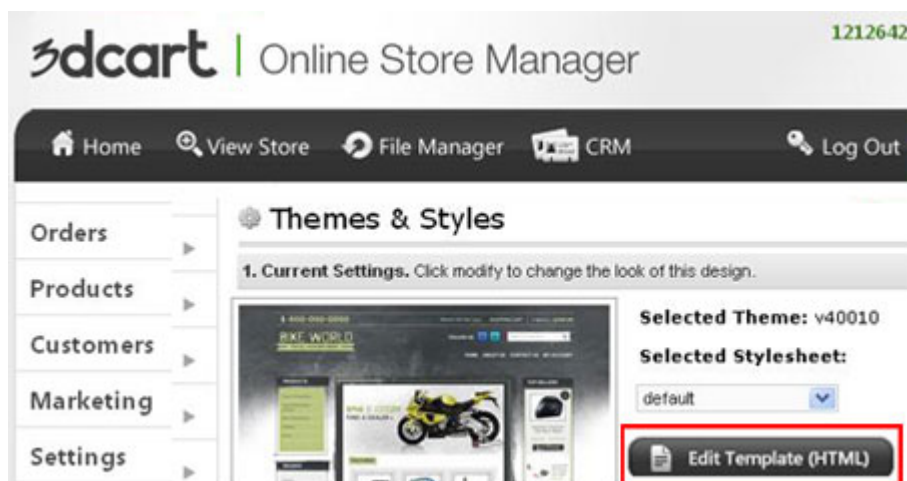 3dcart | Online Store Manager
1212642
Home View Store File Manager CRM Log Out
Themes & Styles
Orders
1. Current Settings. Click modify to change the look of this design.
Products
Selected Theme: v40010
BIKE WORLD
Customers
Selected Stylesheet:
Marketing
default
Settings
Edit Template (HTML)